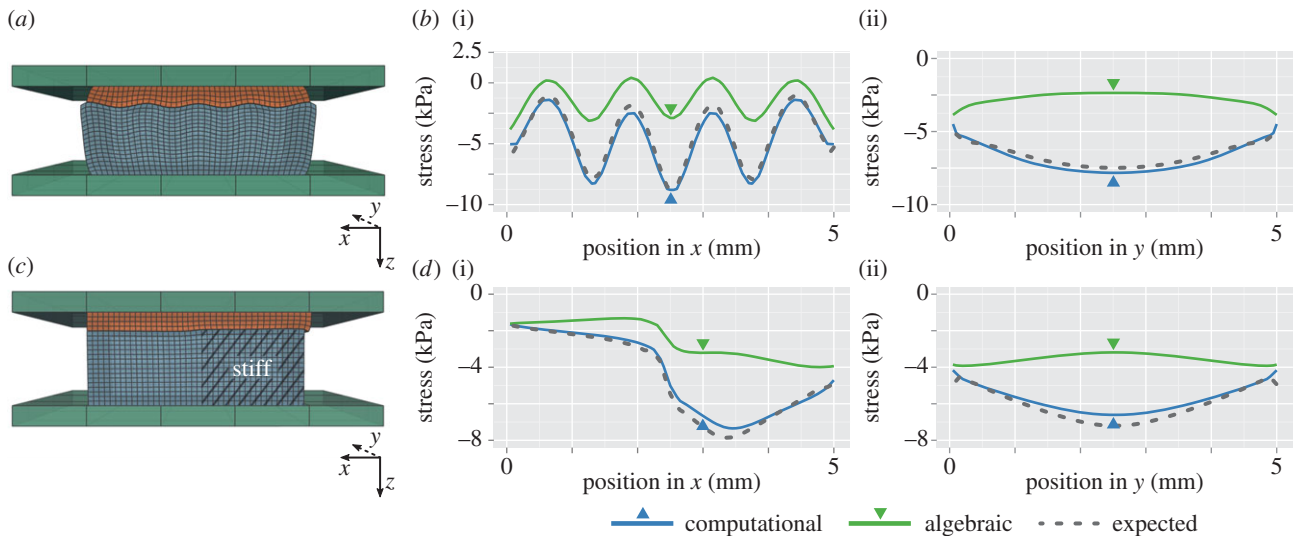 (a)
y
x
z
(b) (i)
2.5
0
−2.5
−5
−10
stress (kPa)
0
5
position in x (mm)
(ii)
0
−5
−10
stress (kPa)
0
5
position in y (mm)
(c)
stiff
y
x
z
(d) (i)
0
−4
−8
stress (kPa)
0
5
position in x (mm)
(ii)
0
−4
−8
stress (kPa)
0
5
position in y (mm)
computational
algebraic
expected